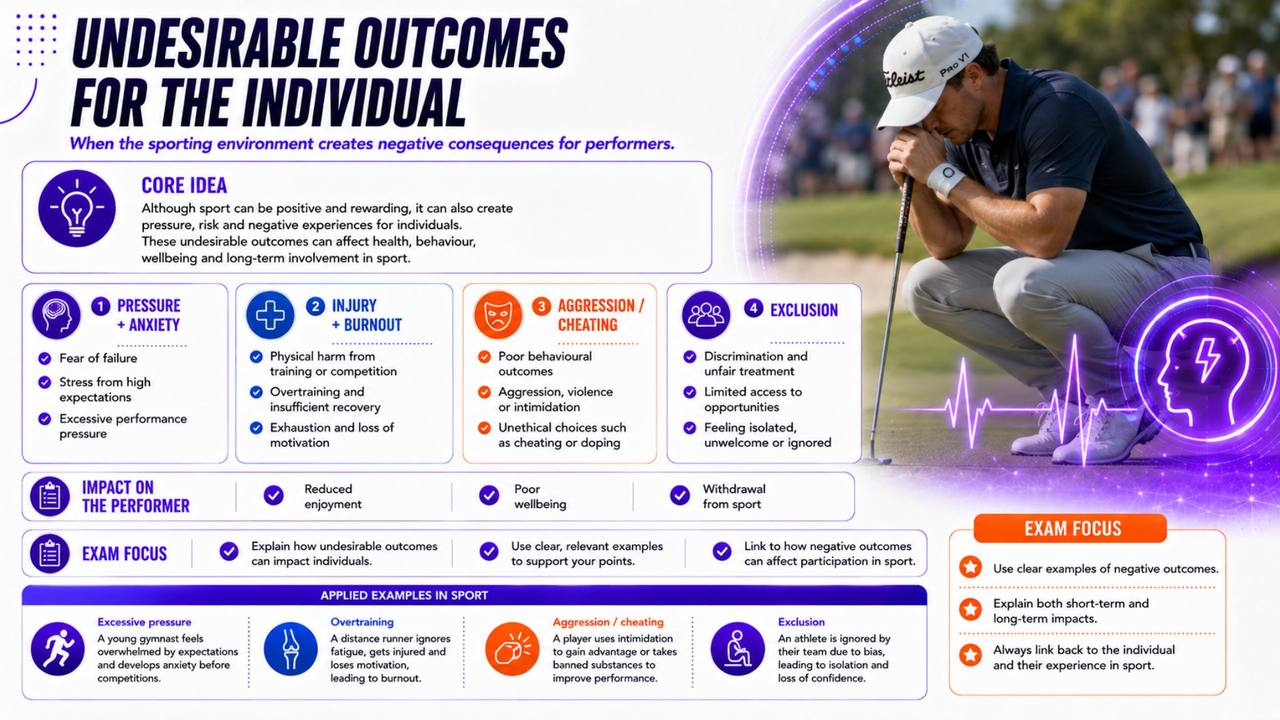 UNDESIRABLE OUTCOMES
FOR THE INDIVIDUAL
When the sporting environment creates negative consequences for performers.
CORE IDEA
Although sport can be positive and rewarding, it can also create
pressure, risk and negative experiences for individuals.
These undesirable outcomes can affect health, behaviour,
wellbeing and long-term involvement in sport.
1 PRESSURE
+ ANXIETY
Fear of failure
Stress from high
expectations
Excessive performance
pressure
2 INJURY
+ BURNOUT
Physical harm from
training or competition
Overtraining and
insufficient recovery
Exhaustion and loss of
motivation
3 AGGRESSION /
CHEATING
Poor behavioural
outcomes
Aggression, violence
or intimidation
Unethical choices such
as cheating or doping
4 EXCLUSION
Discrimination and
unfair treatment
Limited access to
opportunities
Feeling isolated,
unwelcome or ignored
IMPACT ON
THE PERFORMER
Reduced
enjoyment
Poor
wellbeing
Withdrawal
from sport
EXAM FOCUS
Explain how undesirable outcomes
can impact individuals.
Use clear, relevant examples
to support your points.
Link to how negative outcomes
can affect participation in sport.
APPLIED EXAMPLES IN SPORT
Excessive pressure
A young gymnast feels
overwhelmed by expectations
and develops anxiety before
competitions.
Overtraining
A distance runner ignores
fatigue, gets injured and
loses motivation,
leading to burnout.
Aggression / cheating
A player uses intimidation
to gain advantage or takes
banned substances to
improve performance.
Exclusion
An athlete is ignored by
their team due to bias,
leading to isolation and
loss of confidence.
Titleist
Pro V1
EXAM FOCUS
Use clear examples of negative outcomes.
Explain both short-term and
long-term impacts.
Always link back to the individual
and their experience in sport.